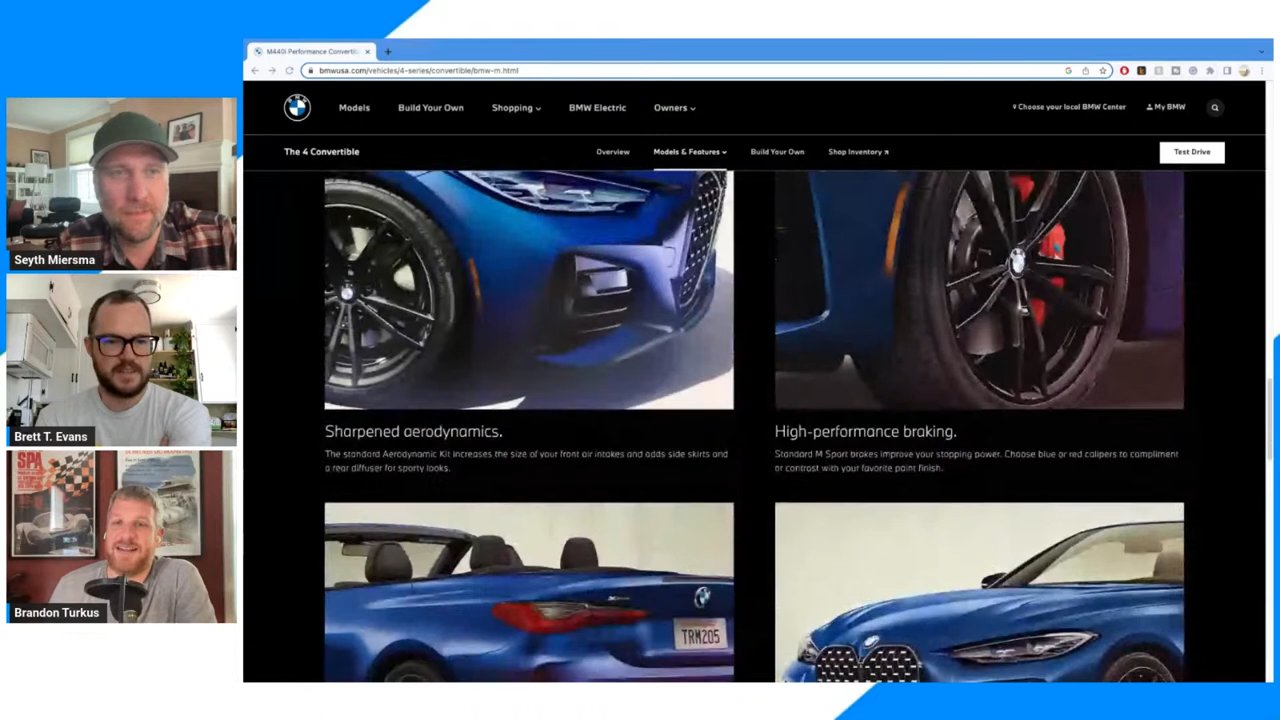 M440i Performance Convertib
bmwusa.com/vehicles/4-series/convertible/bmw-m.html
Models
Build Your Own
Shopping
BMW Electric
Owners
Choose your local BMW Center
My BMW
The 4 Convertible
Overview
Models & Features
Build Your Own
Shop Inventory
Test Drive
Seyth Miersma
Brett T. Evans
SPA
Brandon Turkus
Sharpened aerodynamics.
The standard Aerodynamic Kit increases the size of your front air intakes and adds side skirts and
a rear diffuser for sporty looks.
High-performance braking.
Standard M Sport brakes improve your stopping power. Choose blue or red calipers to compliment
or contrast with your favorite paint finish.
TRM205